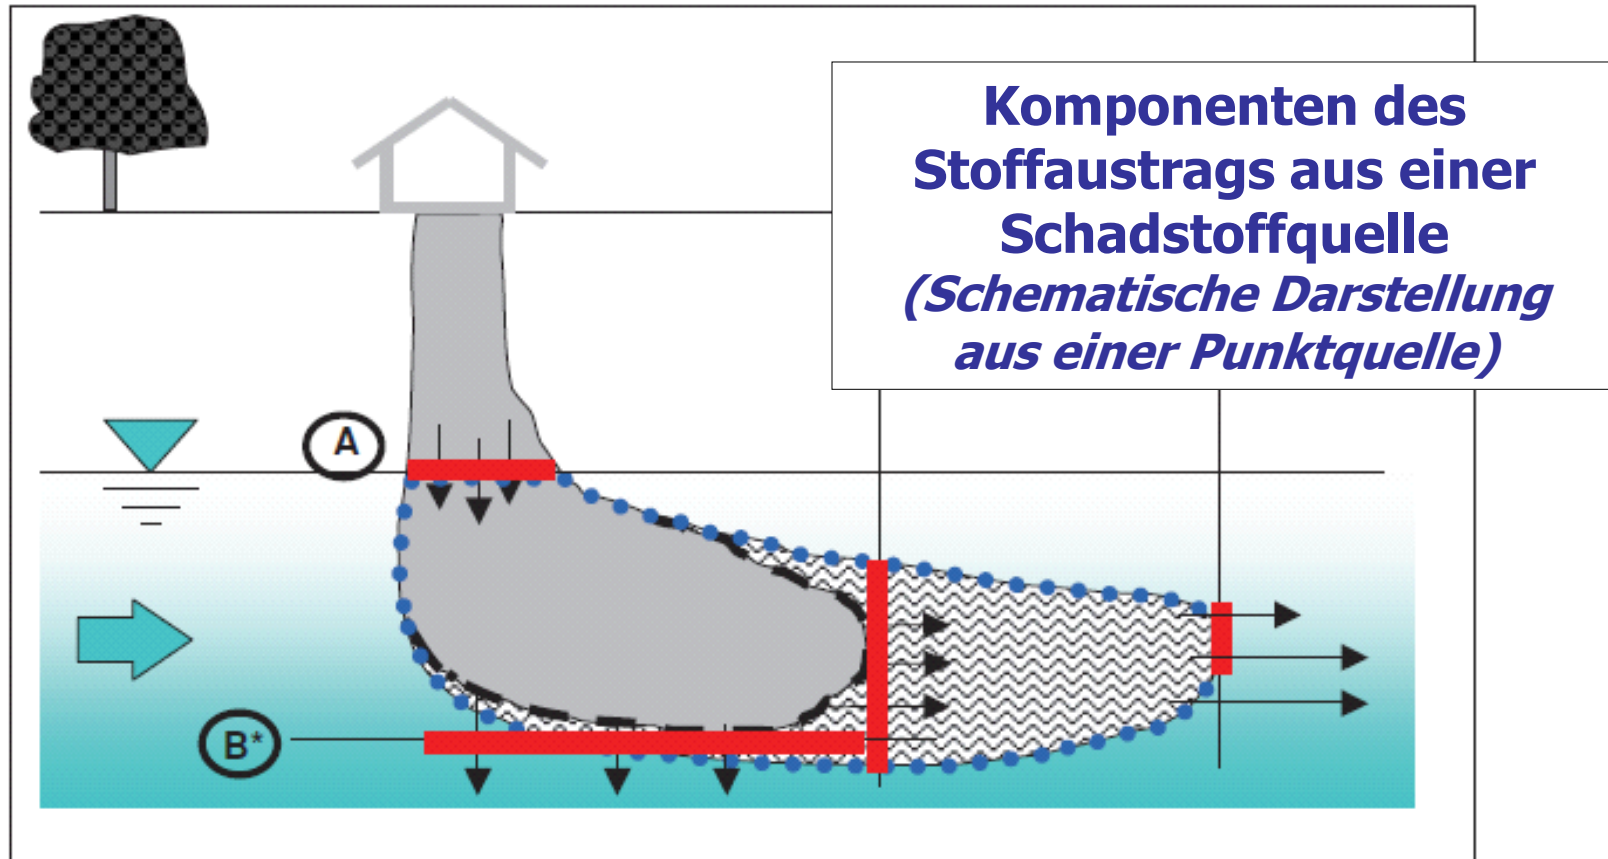 Komponenten des
Stoffaustrags aus einer
Schadstoffquelle
(Schematische Darstellung
aus einer Punktquelle)
A
B*